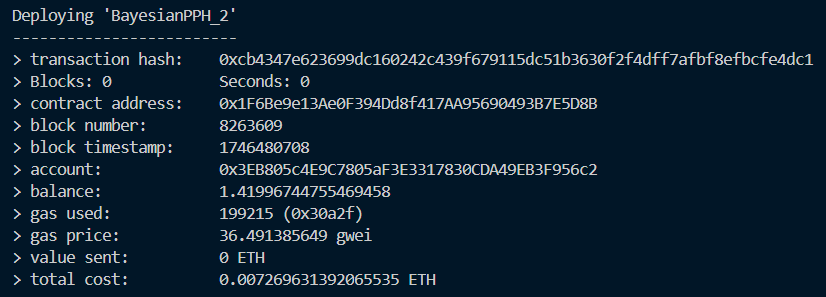 Deploying 'BayesianPPH_2'
-------------------------
> transaction hash: 0xcb4347e623699dc160242c439f679115dc51b3630f2f4dff7afbf8efbcfe4dc1
> Blocks: 0 Seconds: 0
> contract address: 0x1F6Be9e13Ae0F394Dd8f417AA95690493B7E5D8B
> block number: 8263609
> block timestamp: 1746480708
> account: 0x3EB805c4E9C7805aF3E3317830CDA49EB3F956c2
> balance: 1.41996744755469458
> gas used: 199215 (0x30a2f)
> gas price: 36.491385649 gwei
> value sent: 0 ETH
> total cost: 0.007269631392065535 ETH